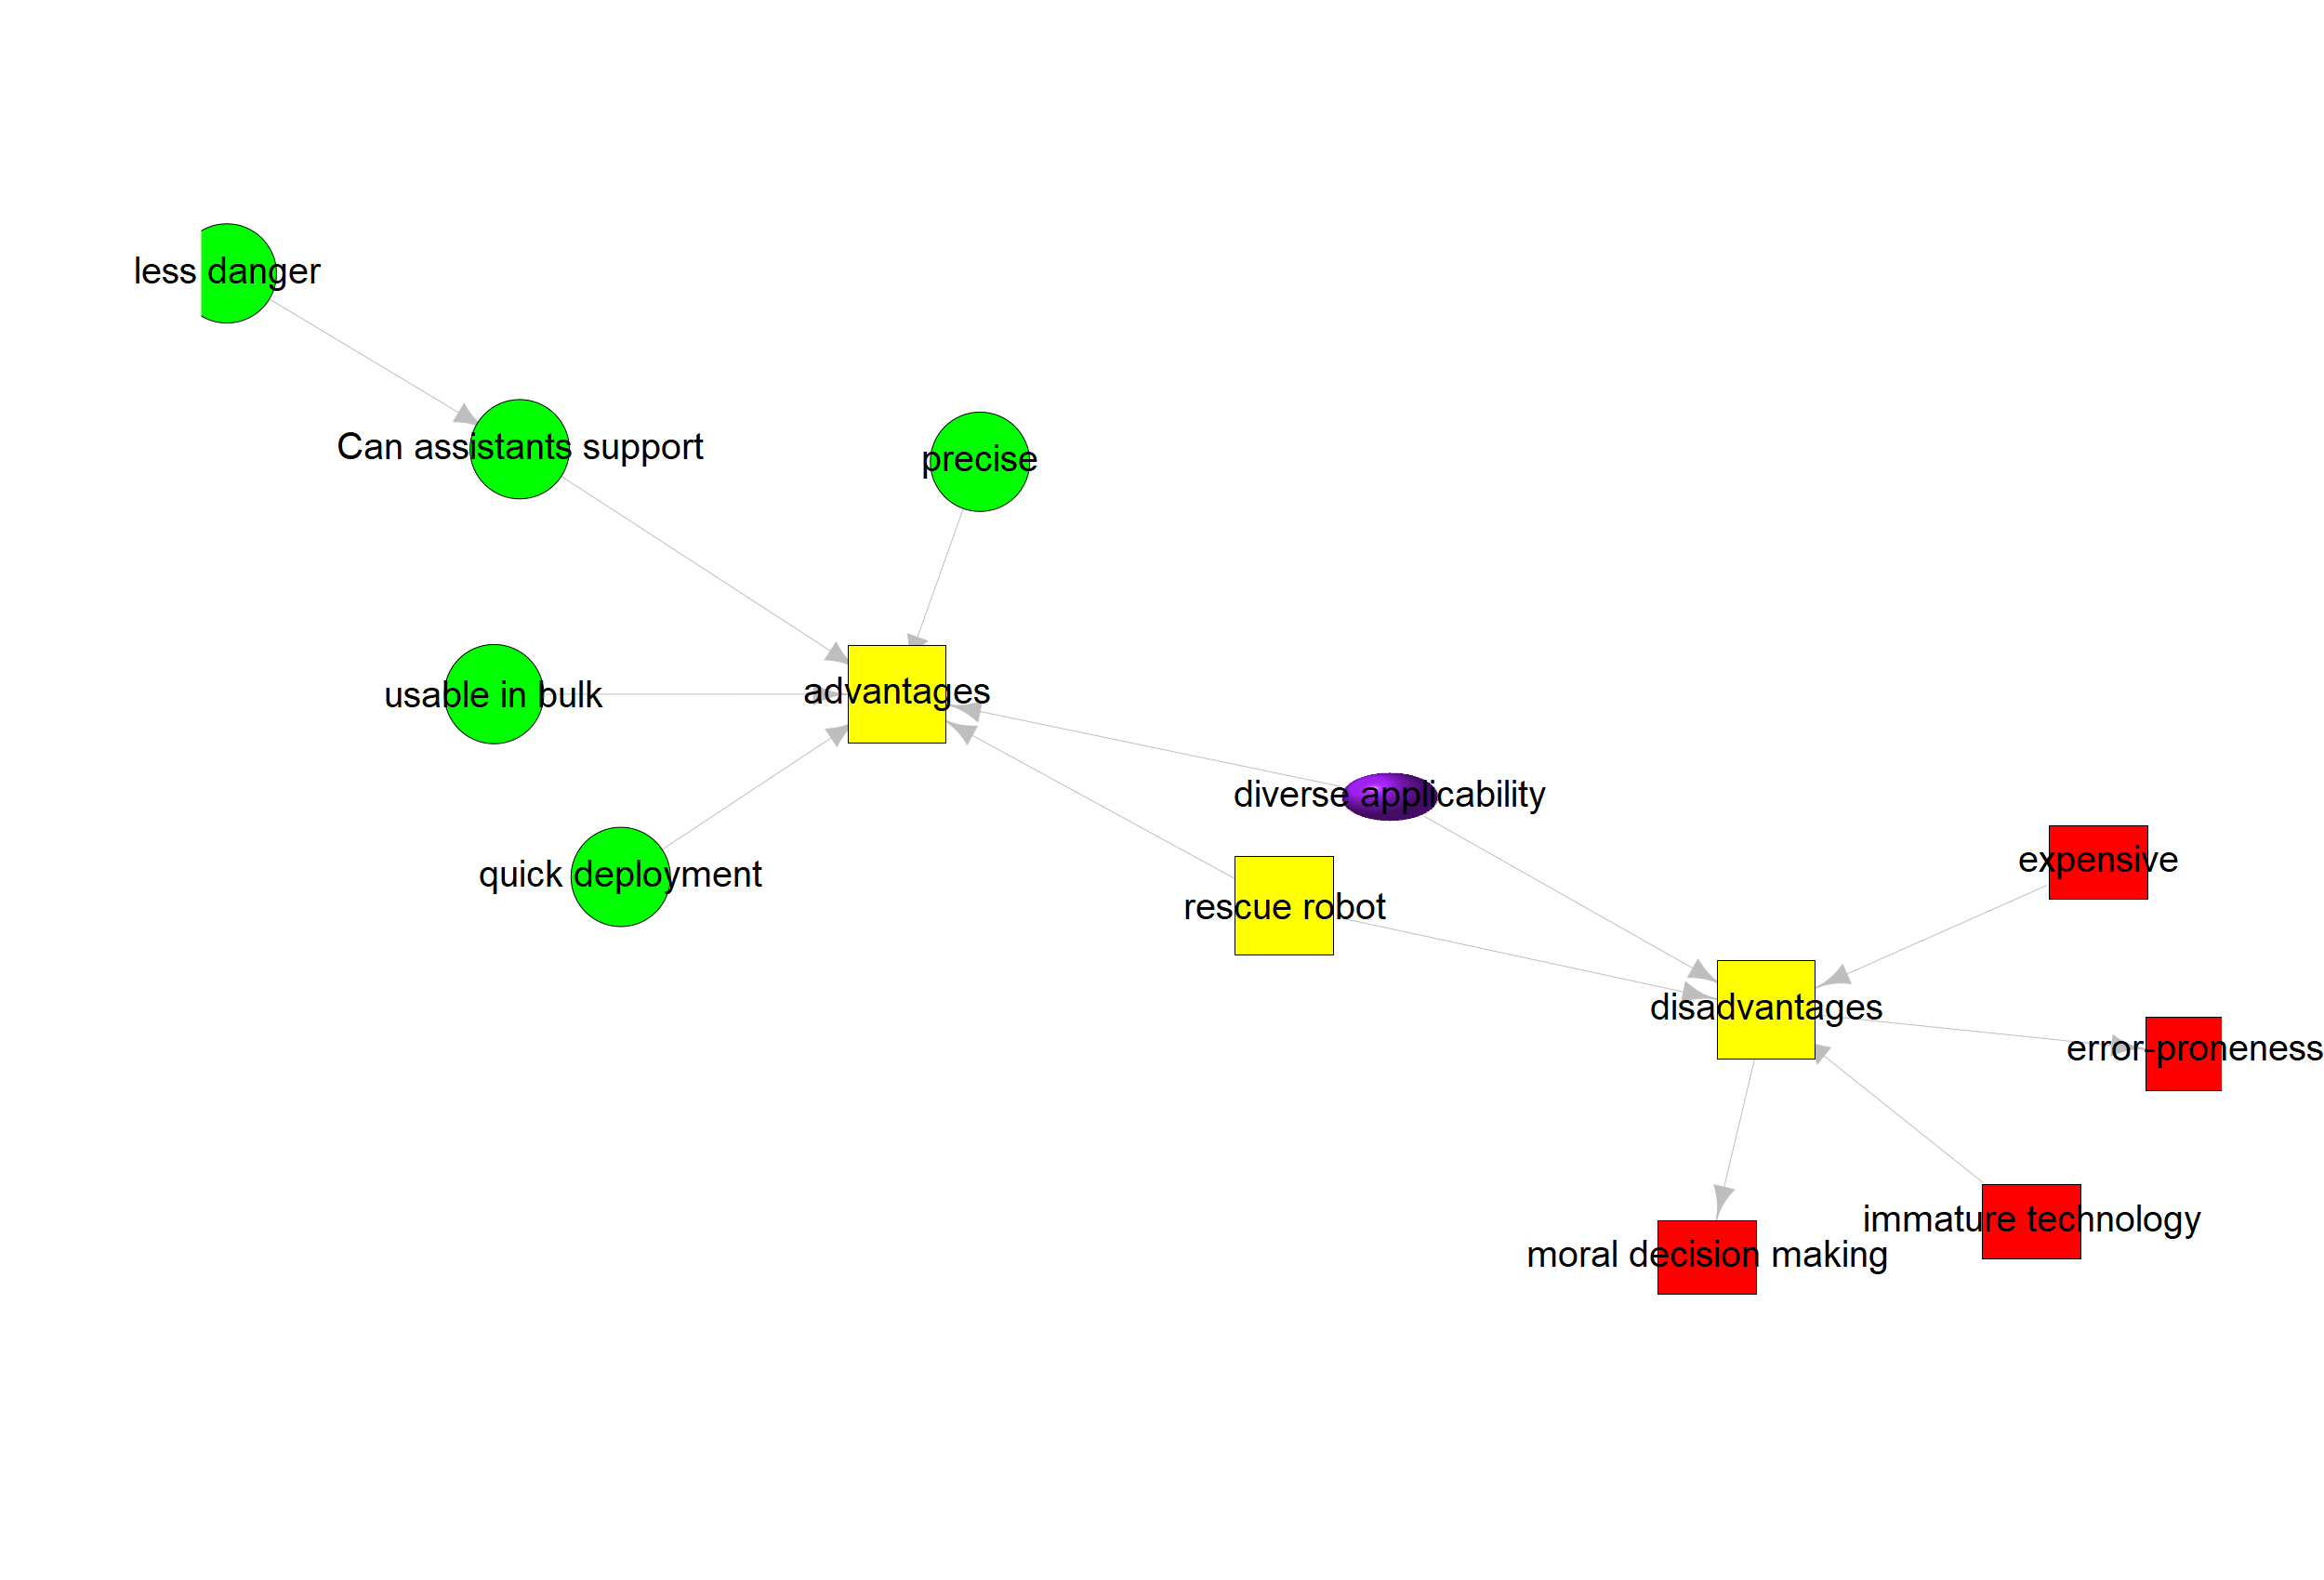 less danger
Can assistants support
precise
usable in bulk
advantages
quick deployment
diverse applicability
rescue robot
expensive
disadvantages
error-proneness
immature technology
moral decision making